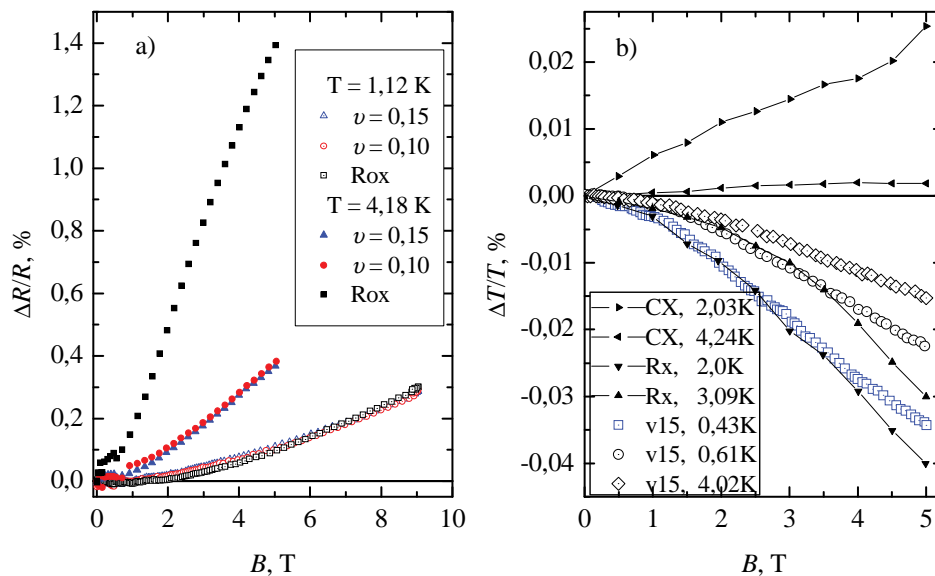 a)
ΔR/R, %
1,4
1,2
1,0
0,8
0,6
0,4
0,2
0,0
0 2 4 6 8 10
B, T
T = 1,12 K
υ = 0,15
υ = 0,10
Rox
T = 4,18 K
υ = 0,15
υ = 0,10
Rox
b)
ΔT/T, %
0,02
0,01
0,00
-0,01
-0,02
-0,03
-0,04
0 1 2 3 4 5
B, T
CX, 2,03K
CX, 4,24K
Rx, 2,0K
Rx, 3,09K
v15, 0,43K
v15, 0,61K
v15, 4,02K